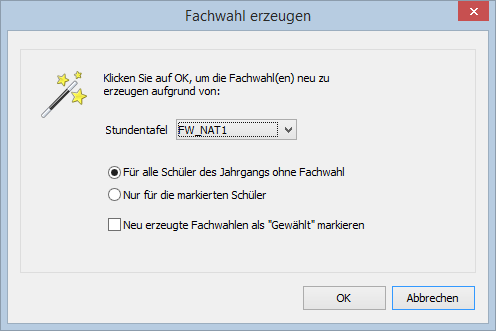 Fachwahl erzeugen
Klicken Sie auf OK, um die Fachwahl(en) neu zu
erzeugen aufgrund von:
Stundentafel
FW_NAT1
Für alle Schüler des Jahrgangs ohne Fachwahl
Nur für die markierten Schüler
Neu erzeugte Fachwahlen als "Gewählt" markieren
OK
Abbrechen